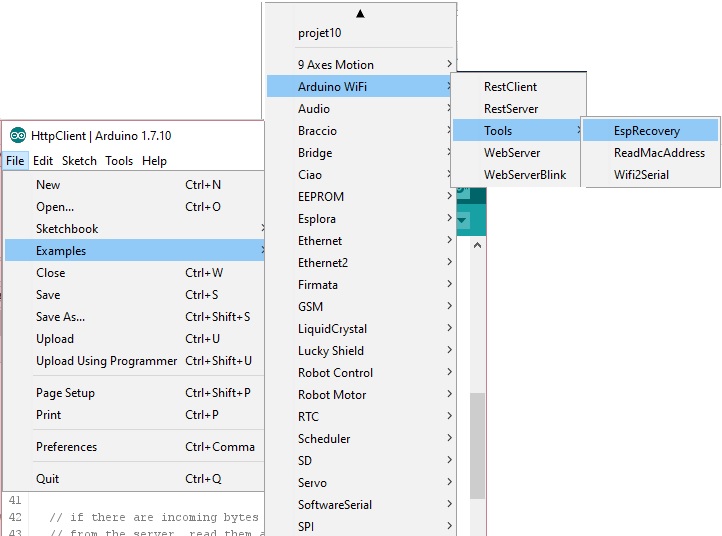 HttpClient | Arduino 1.7.10
File Edit Sketch Tools Help
New Ctrl+N
Open... Ctrl+O
Sketchbook
Examples
Close Ctrl+W
Save Ctrl+S
Save As... Ctrl+Shift+S
Upload Ctrl+U
Upload Using Programmer Ctrl+Shift+U
Page Setup Ctrl+Shift+P
Print Ctrl+P
Preferences Ctrl+Comma
Quit Ctrl+Q
projet10
9 Axes Motion
Arduino WiFi
Audio
Braccio
Bridge
Ciao
EEPROM
Esplora
Ethernet
Ethernet2
Firmata
GSM
LiquidCrystal
Lucky Shield
Robot Control
Robot Motor
RTC
Scheduler
SD
Servo
SoftwareSerial
SPI
RestClient
RestServer
Tools
WebServer
WebServerBlink
EspRecovery
ReadMacAddress
Wifi2Serial
41
42 // if there are incoming bytes
43 // from the server, read them a